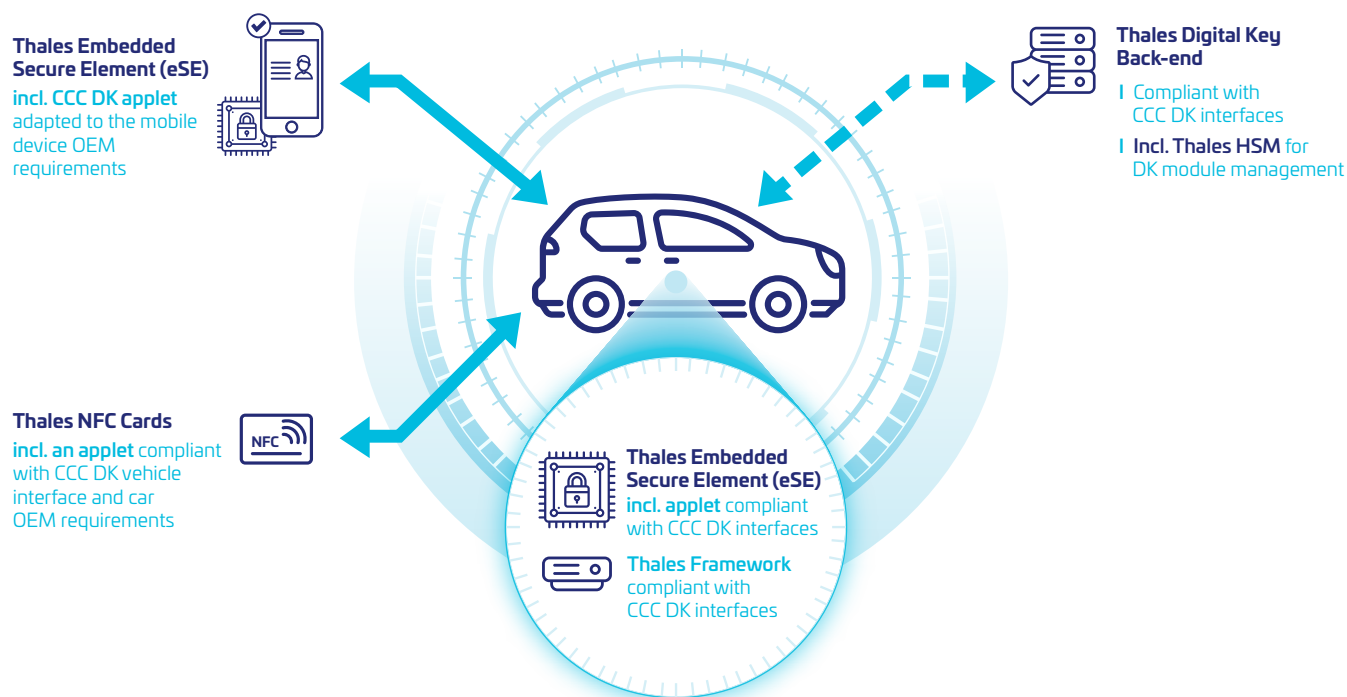 Thales Embedded
Secure Element (eSE)
incl. CCC DK applet
adapted to the mobile
device OEM
requirements
Thales Digital Key
Back-end
I Compliant with
CCC DK interfaces
I Incl. Thales HSM for
DK module management
Thales NFC Cards
incl. an applet compliant
with CCC DK vehicle
interface and car
OEM requirements
NFC
Thales Embedded
Secure Element (eSE)
incl. applet compliant
with CCC DK interfaces
Thales Framework
compliant with
CCC DK interfaces